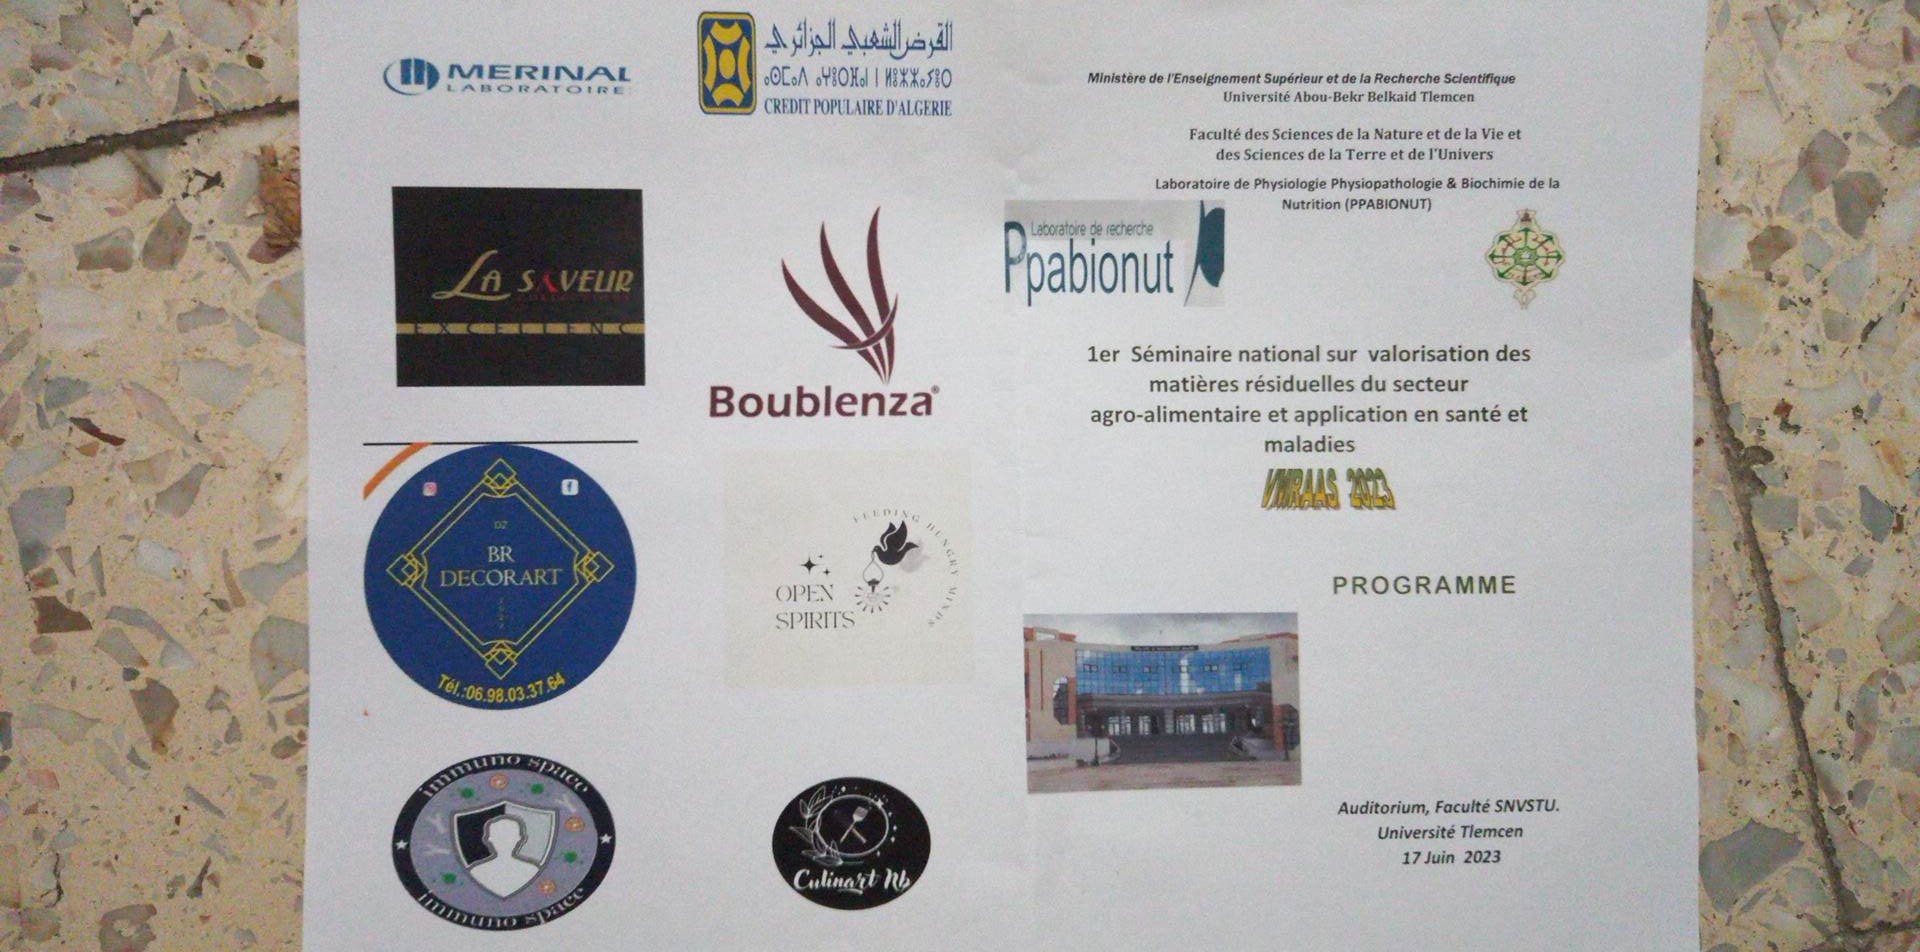 MERINAL
LABORATOIRE
القرض الشعبي الجزائري
CREDIT POPULAIRE D'ALGERIE
LA SAVEUR
EXCELLENC
Boublenza®
DZ
BR
DECORART
Tél.:06.98.03.37.64
FEEDING HUNGRY MINDS
OPEN
SPIRITS
immuno space
immuno space
Culinart Nb
Ministère de l'Enseignement Supérieur et de la Recherche Scientifique
Université Abou-Bekr Belkaid Tlemcen
Faculté des Sciences de la Nature et de la Vie et
des Sciences de la Terre et de l'Univers
Laboratoire de Physiologie Physiopathologie & Biochimie de la
Nutrition (PPABIONUT)
Laboratoire de recherche
Ppabionut
1er Séminaire national sur valorisation des
matières résiduelles du secteur
agro-alimentaire et application en santé et
maladies
VMRAAS 2023
PROGRAMME
Auditorium, Faculté SNVSTU.
Université Tlemcen
17 Juin 2023